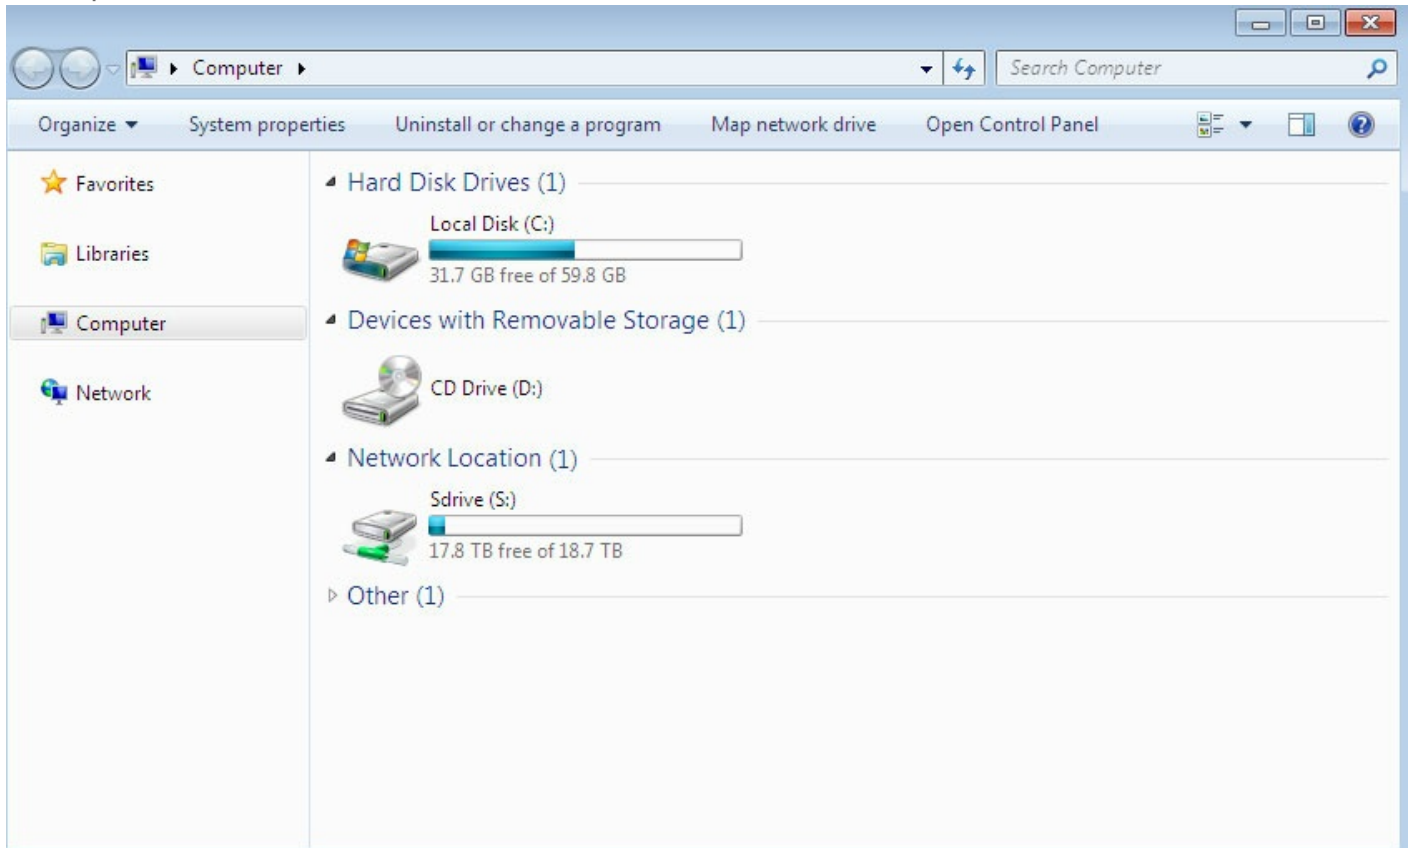 Computer
Search Computer
Organize System properties Uninstall or change a program Map network drive Open Control Panel
Favorites
Libraries
Computer
Network
Hard Disk Drives (1)
Local Disk (C:)
31.7 GB free of 59.8 GB
Devices with Removable Storage (1)
CD Drive (D:)
Network Location (1)
Sdrive (S:)
17.8 TB free of 18.7 TB
Other (1)